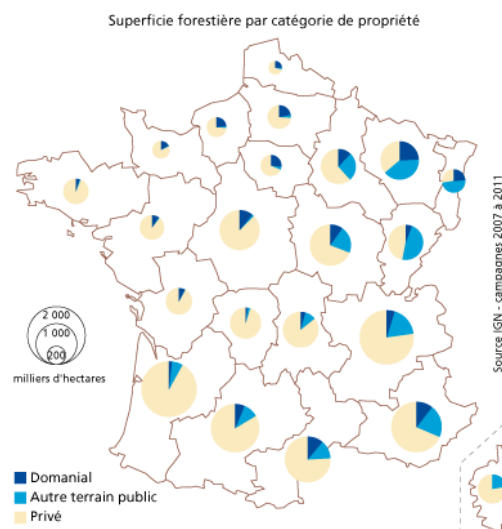 Superficie forestière par catégorie de propriété
2 000
1 000
200
milliers d'hectares
Domanial
Autre terrain public
Privé
Source IGN - campagnes 2007 à 2011